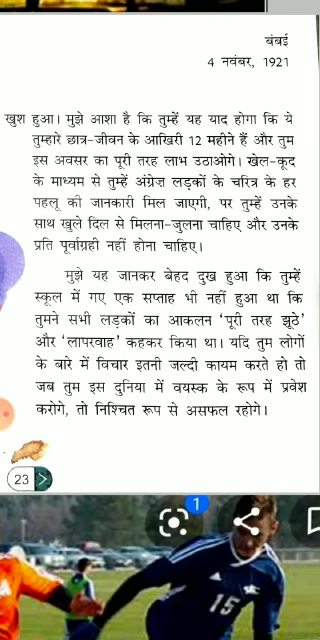 बंबई
4 नवंबर, 1921
खुश हुआ। मुझे आशा है कि तुम्हें यह याद होगा कि ये
तुम्हारे छात्र-जीवन के आखिरी 12 महीने हैं और तुम
इस अवसर का पूरी तरह लाभ उठाओगे। खेल-कूद
के माध्यम से तुम्हें अंग्रेज़ लड़कों के चरित्र के हर
पहलू की जानकारी मिल जाएगी, पर तुम्हें उनके
साथ खुले दिल से मिलना-जुलना चाहिए और उनके
प्रति पूर्वाग्रही नहीं होना चाहिए।
मुझे यह जानकर बेहद दुख हुआ कि तुम्हें
स्कूल में गए एक सप्ताह भी नहीं हुआ था कि
तुमने सभी लड़कों का आकलन 'पूरी तरह झूठे'
और 'लापरवाह' कहकर किया था। यदि तुम लोगों
के बारे में विचार इतनी जल्दी कायम करते हो तो
जब तुम इस दुनिया में वयस्क के रूप में प्रवेश
करोगे, तो निश्चित रूप से असफल रहोगे।
23
1
15